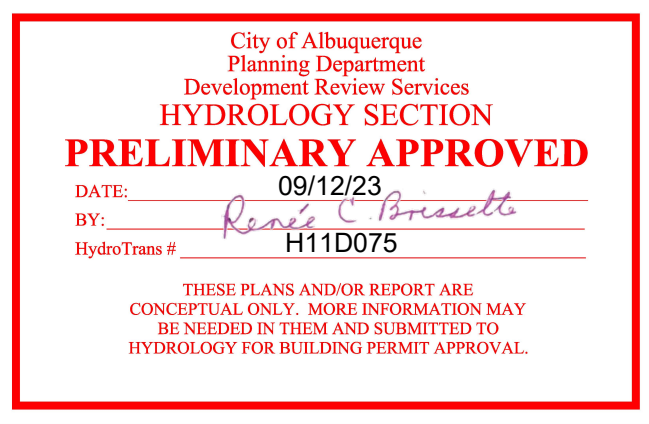 City of Albuquerque
Planning Department
Development Review Services
HYDROLOGY SECTION
PRELIMINARY APPROVED
DATE: 09/12/23
BY: Renée C. Brissette
HydroTrans # H11D075
THESE PLANS AND/OR REPORT ARE
CONCEPTUAL ONLY. MORE INFORMATION MAY
BE NEEDED IN THEM AND SUBMITTED TO
HYDROLOGY FOR BUILDING PERMIT APPROVAL.